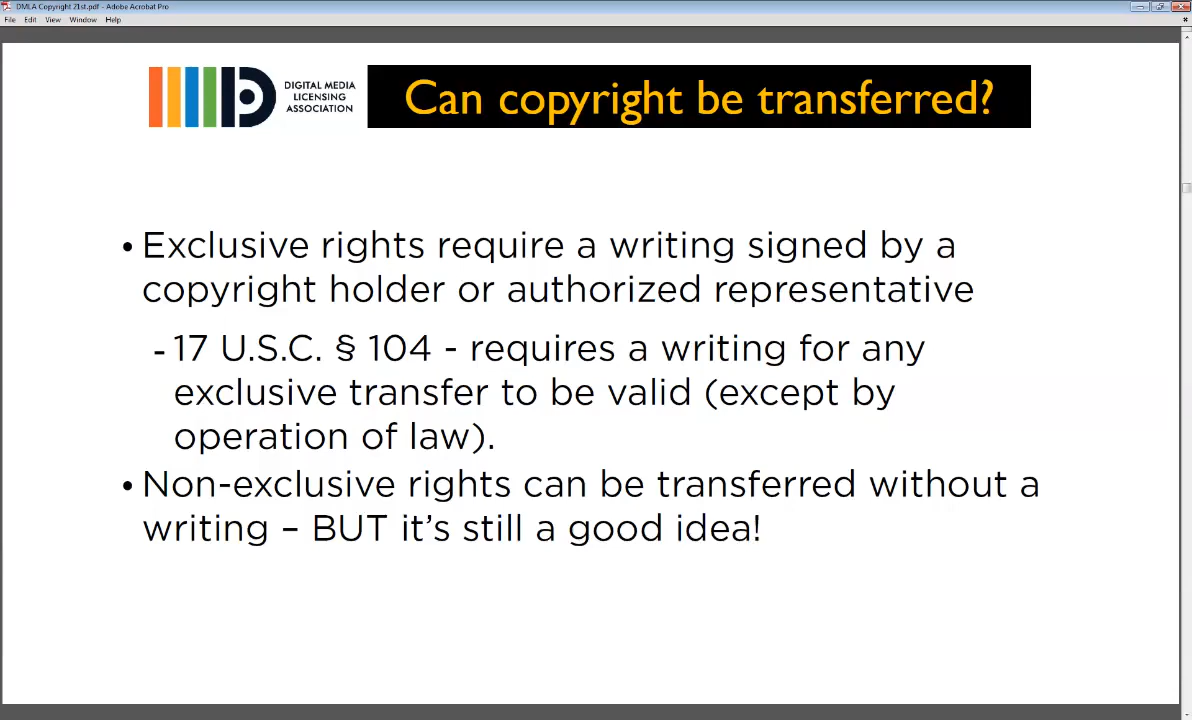 DMLA Copyright 21st.pdf - Adobe Acrobat Pro
File Edit View Window Help
DIGITAL MEDIA
LICENSING
ASSOCIATION
Can copyright be transferred?
• Exclusive rights require a writing signed by a
copyright holder or authorized representative
- 17 U.S.C. § 104 - requires a writing for any
exclusive transfer to be valid (except by
operation of law).
• Non-exclusive rights can be transferred without a
writing – BUT it’s still a good idea!